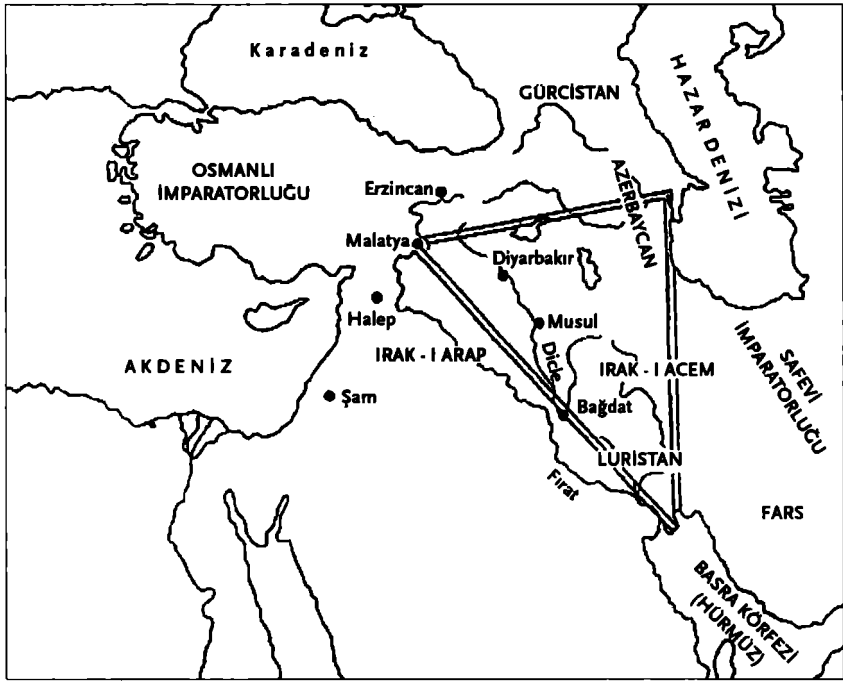 Karadeniz
GÜRCİSTAN
HAZAR DENİZİ
OSMANLI
İMPARATORLUĞU
Erzincan
AZERBAYCAN
Malatya
Diyarbakır
Halep
Musul
SAFEVİ
İMPARATORLUĞU
AKDENİZ
IRAK - I ARAP
Dicle
IRAK - I ACEM
Şam
Bağdat
LURİSTAN
Fırat
FARS
BASRA KÖRFEZİ
(HÜRMÜZ)